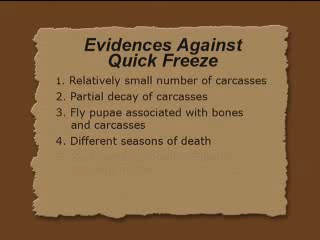 Evidences Against
Quick Freeze
1. Relatively small number of carcasses
2. Partial decay of carcasses
3. Fly pupae associated with bones
and carcasses
4. Different seasons of death